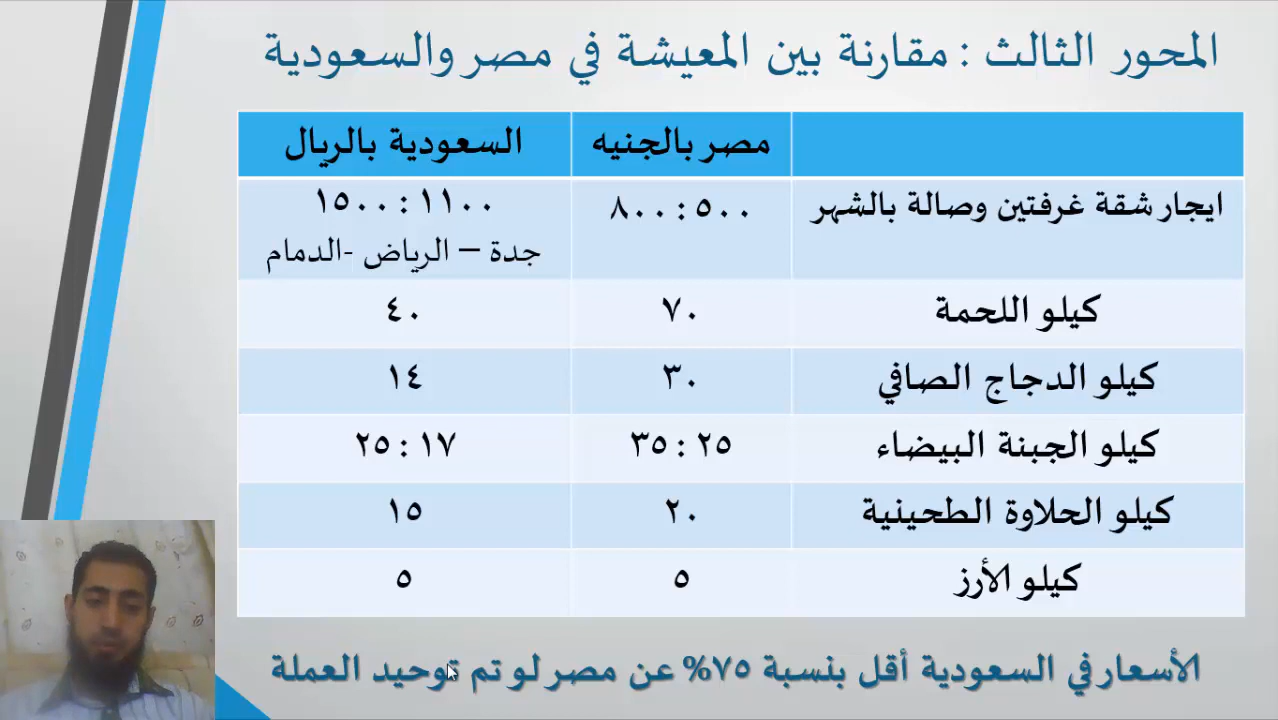 المحور الثالث : مقارنة بين المعيشة في مصر والسعودية
مصر بالجنيه السعودية بالريال
ايجار شقة غرفتين وصالة بالشهر ٥٠٠ : ٨٠٠ ١١٠٠ : ١٥٠٠
جدة – الرياض -الدمام
كيلو اللحمة ٧٠ ٤٠
كيلو الدجاج الصافي ٣٠ ١٤
كيلو الجبنة البيضاء ٢٥ : ٣٥ ١٧ : ٢٥
كيلو الحلاوة الطحينية ٢٠ ١٥
كيلو الأرز ٥ ٥
الأسعار في السعودية أقل بنسبة ٧٥% عن مصر لو تم توحيد العملة